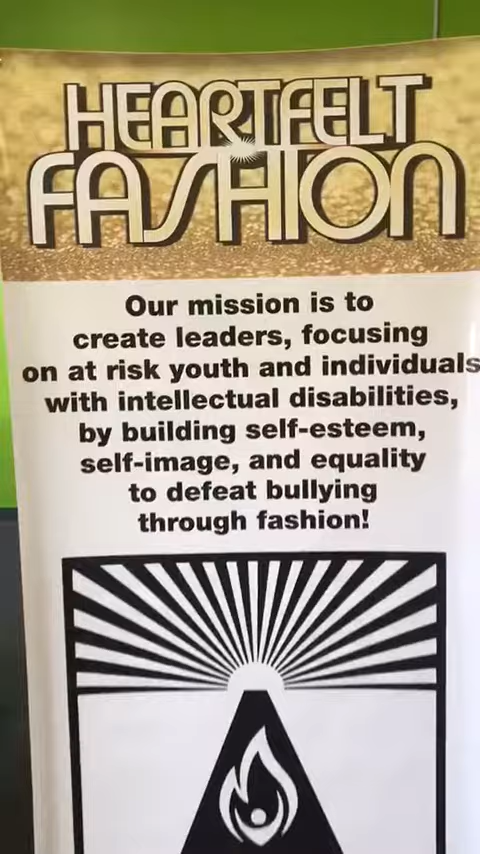 HEARTFELT
FASHION
Our mission is to
create leaders, focusing
on at risk youth and individuals
with intellectual disabilities,
by building self-esteem,
self-image, and equality
to defeat bullying
through fashion!